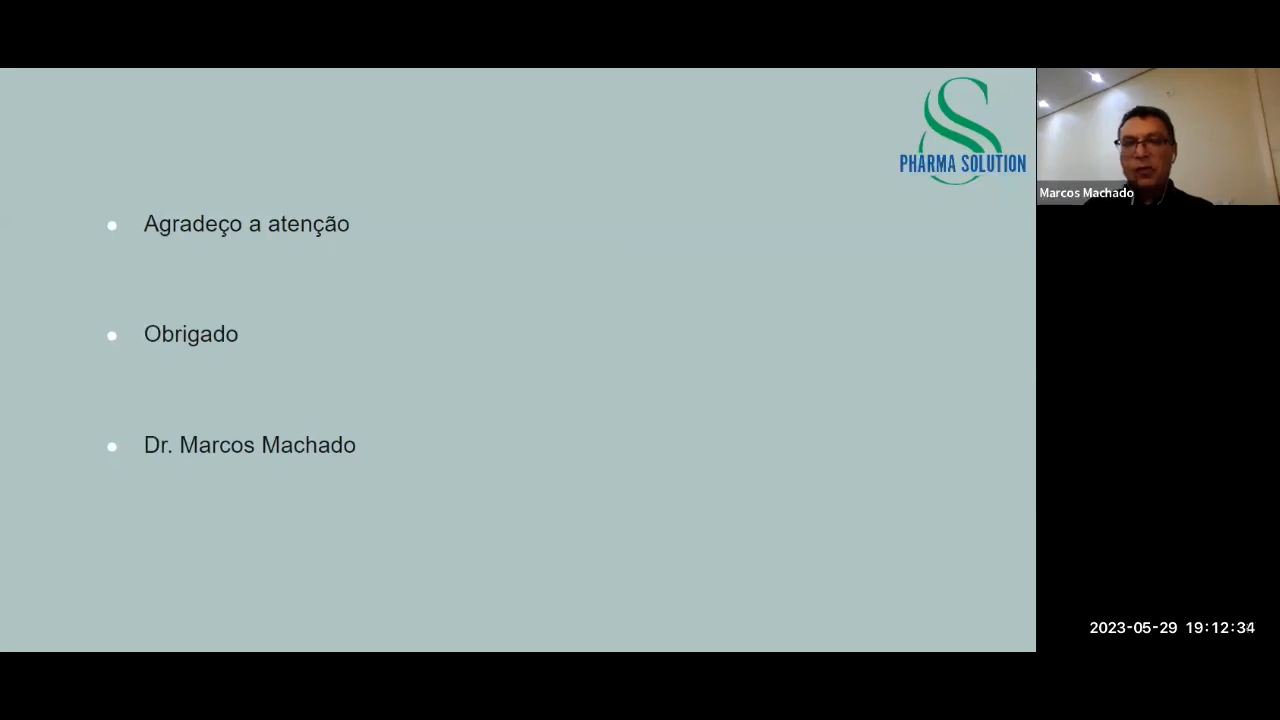 PHARMA SOLUTION
Marcos Machado
Agradeço a atenção
Obrigado
Dr. Marcos Machado
2023-05-29 19:12:34